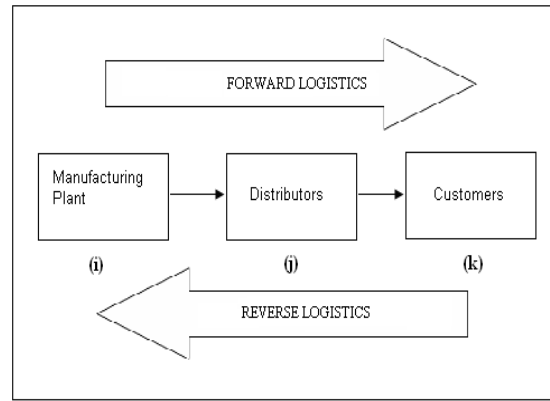 FORWARD LOGISTICS
Manufacturing
Plant
Distributors
Customers
(i)
(j)
(k)
REVERSE LOGISTICS